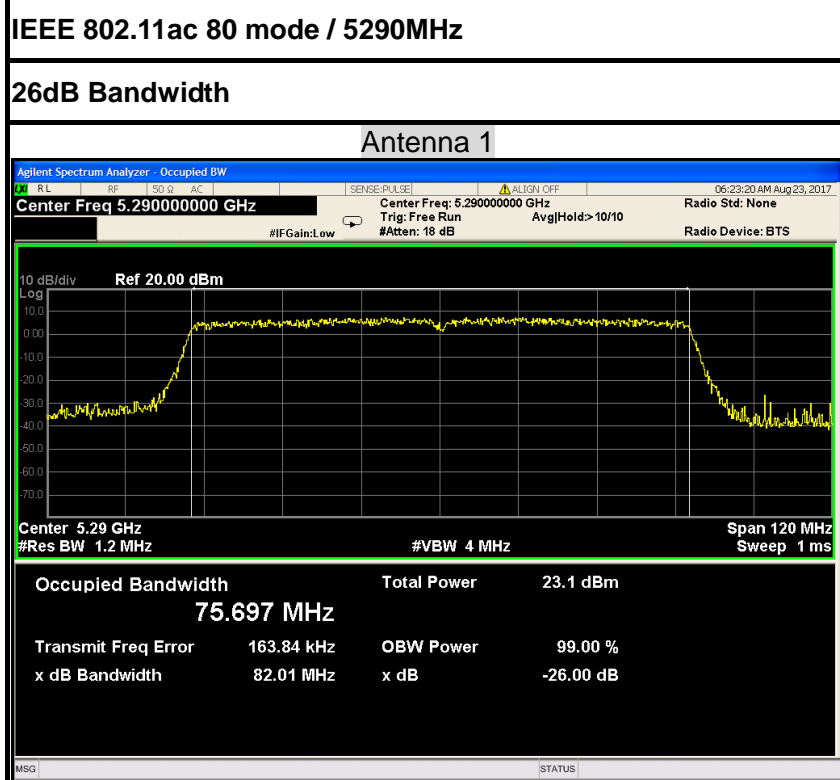 IEEE 802.11ac 80 mode / 5290MHz
26dB Bandwidth
Antenna 1
Agilent Spectrum Analyzer - Occupied BW
LXI RL RF 50 Ω AC SENSE:PULSE ALIGN OFF 06:23:20 AM Aug 23, 2017
Center Freq 5.290000000 GHz Center Freq: 5.290000000 GHz Radio Std: None
Trig: Free Run Avg|Hold:>10/10
#IFGain:Low #Atten: 18 dB Radio Device: BTS
10 dB/div Ref 20.00 dBm
Log
10.0
0.00
-10.0
-20.0
-30.0
-40.0
-50.0
-60.0
-70.0
Center 5.29 GHz Span 120 MHz
#Res BW 1.2 MHz #VBW 4 MHz Sweep 1 ms
Occupied Bandwidth Total Power 23.1 dBm
75.697 MHz
Transmit Freq Error 163.84 kHz OBW Power 99.00 %
x dB Bandwidth 82.01 MHz x dB -26.00 dB
MSG STATUS